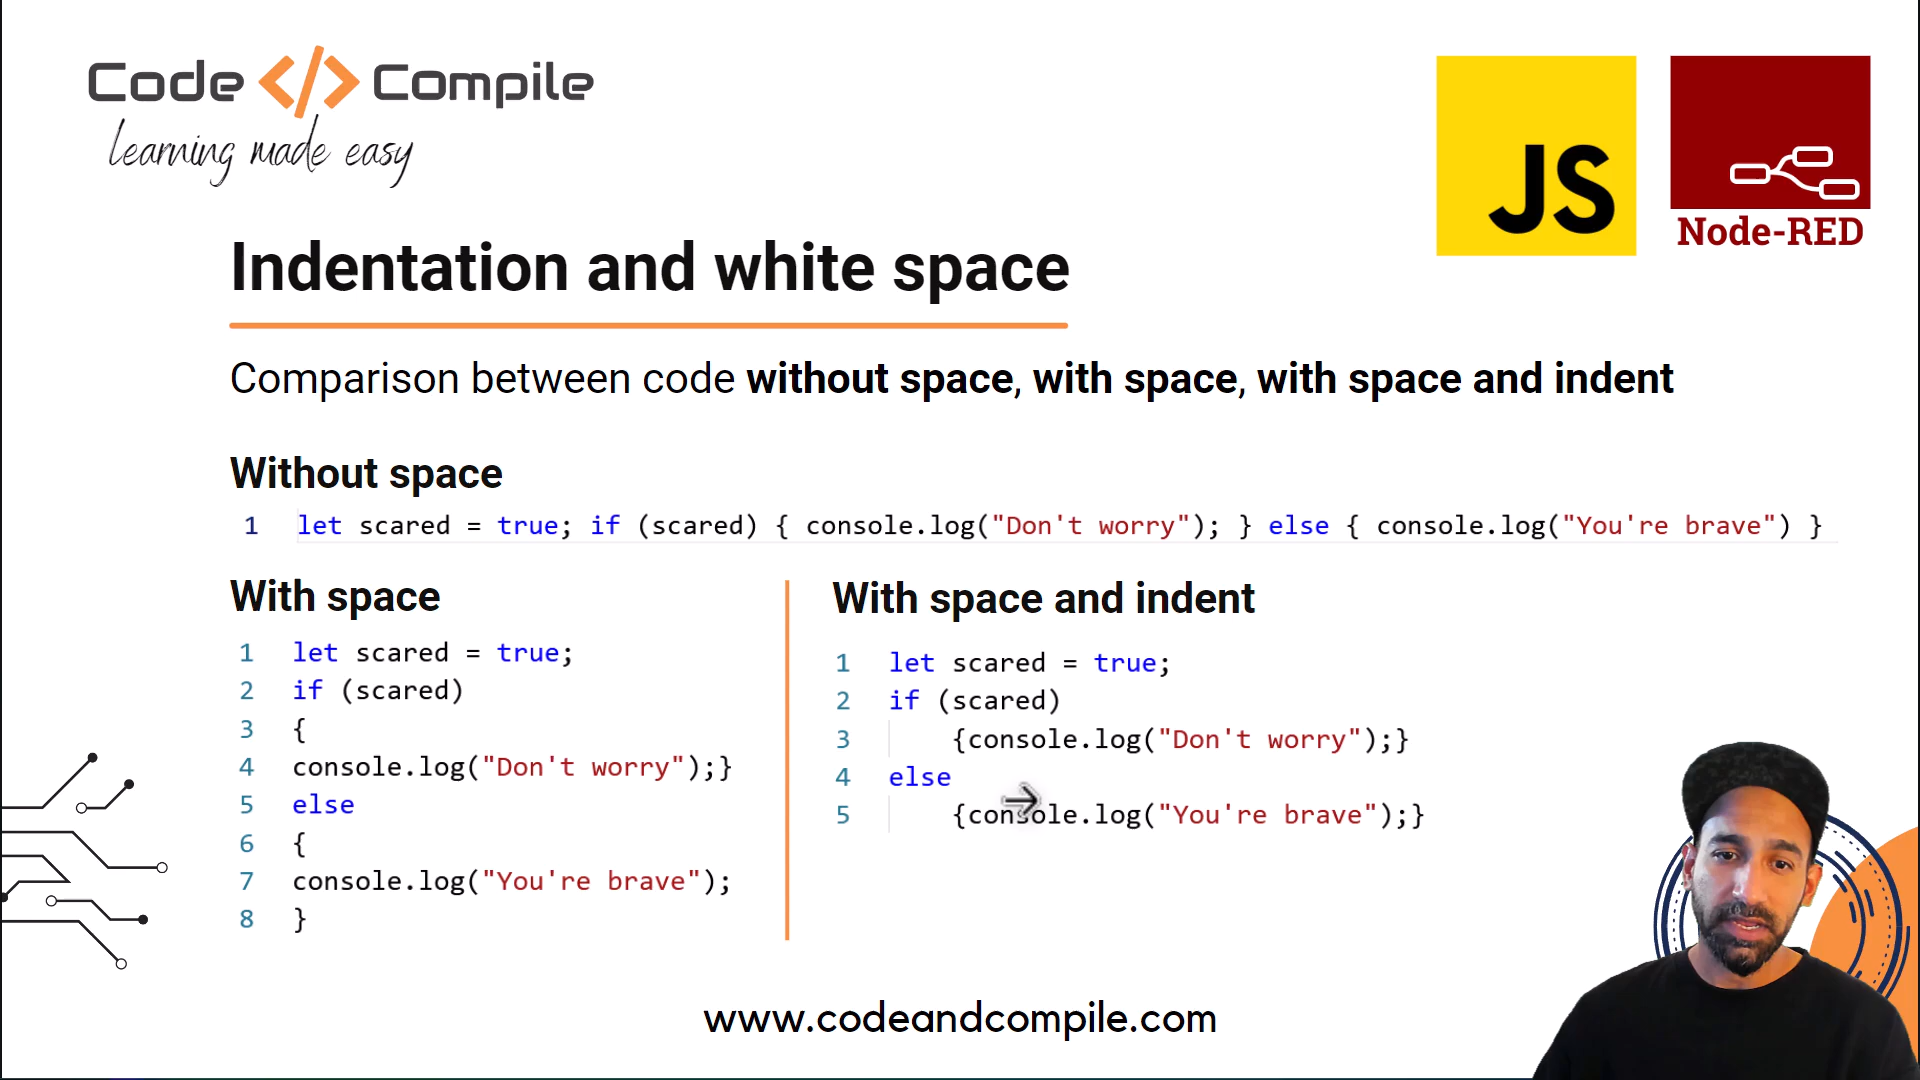 Code </> Compile
learning made easy
JS
Node-RED
Indentation and white space
Comparison between code without space, with space, with space and indent
Without space
1 let scared = true; if (scared) { console.log("Don't worry"); } else { console.log("You're brave") }
With space
1 let scared = true;
2 if (scared)
3 {
4 console.log("Don't worry");}
5 else
6 {
7 console.log("You're brave");
8 }
With space and indent
1 let scared = true;
2 if (scared)
3     {console.log("Don't worry");}
4 else
5     {console.log("You're brave");}
www.codeandcompile.com